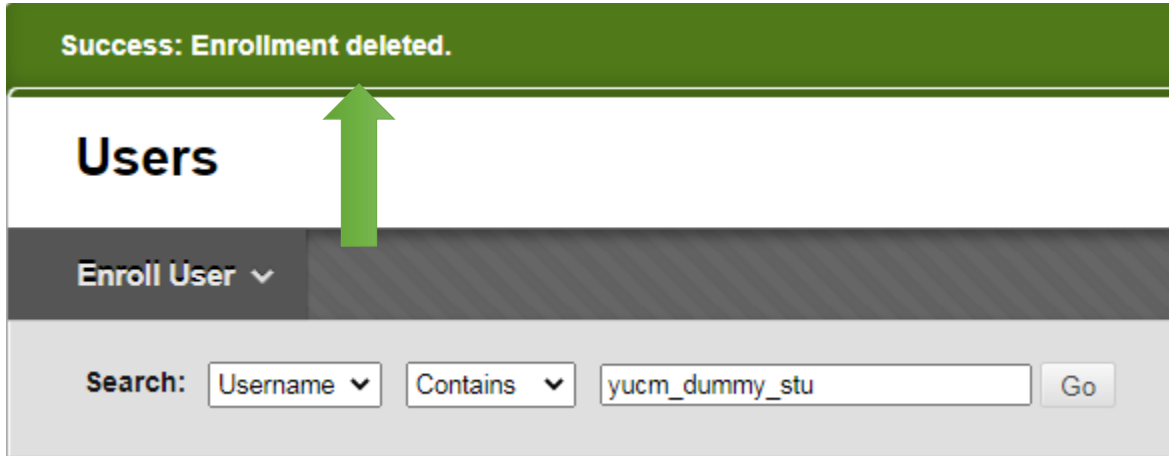 Success: Enrollment deleted.
Users
Enroll User
Search: Username Contains yucm_dummy_stu Go